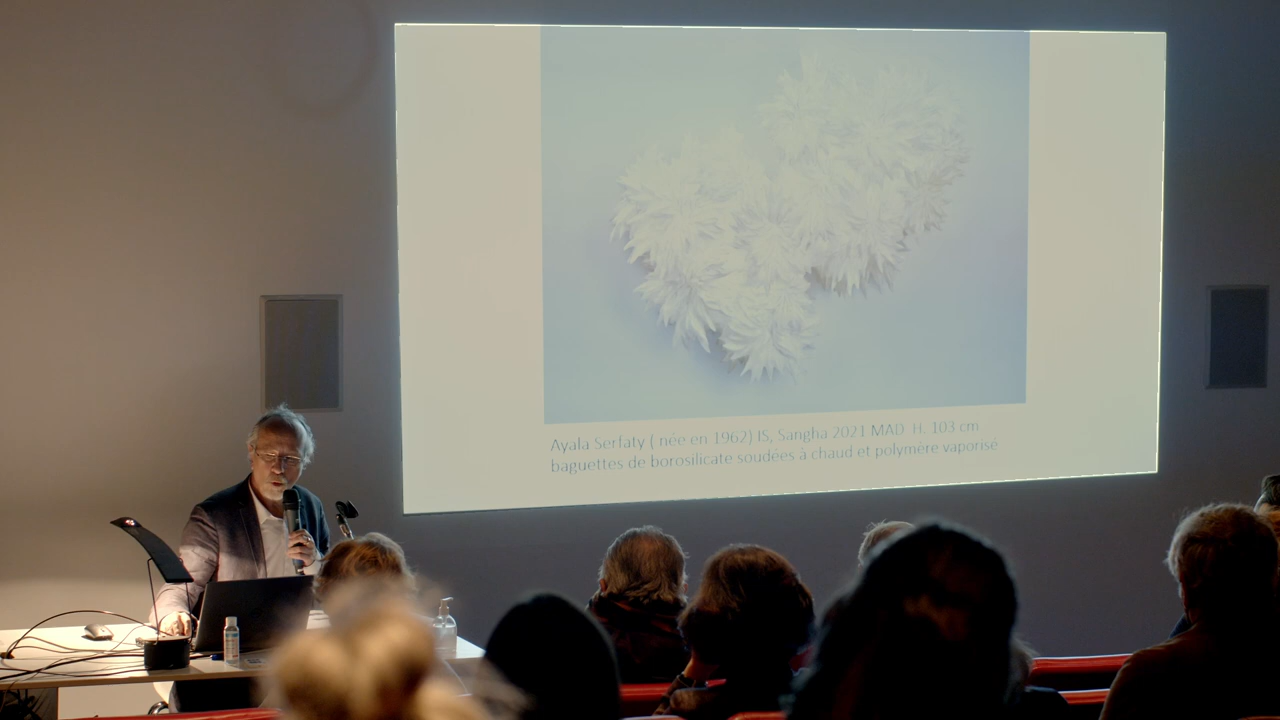 Ayala Serfaty ( née en 1962) IS, Sangha 2021 MAD H. 103 cm
baguettes de borosilicate soudées à chaud et polymère vaporisé